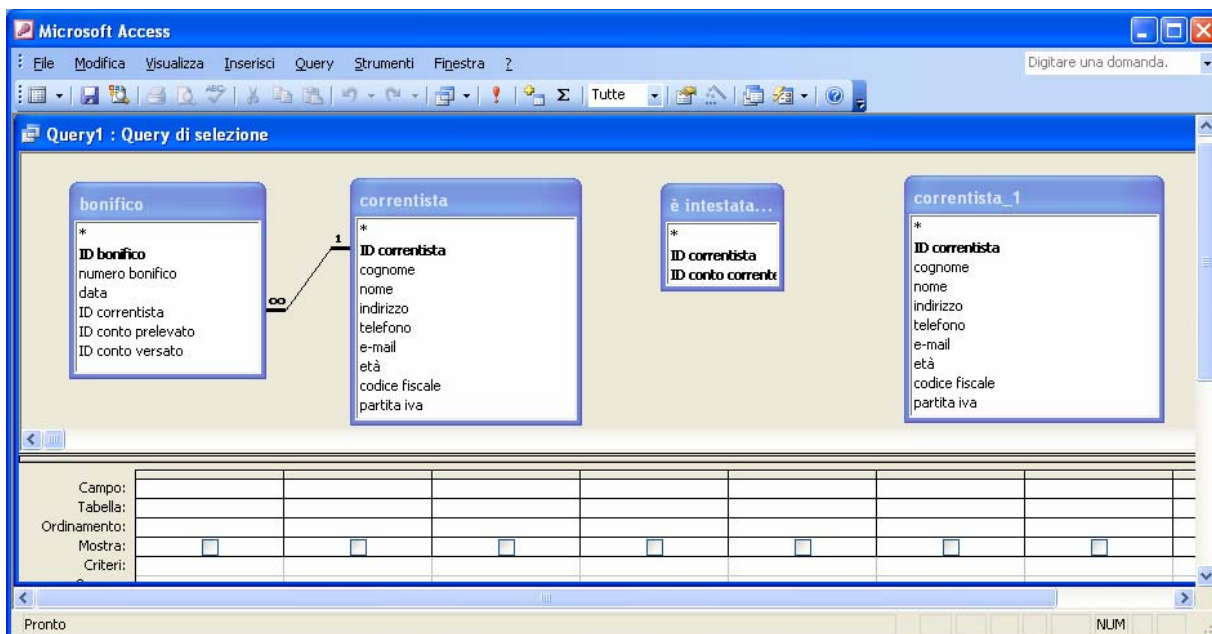 Microsoft Access
File Modifica Visualizza Inserisci Query Strumenti Finestra ? Digitare una domanda.
ABC Σ Tutte
Query1 : Query di selezione
bonifico
*
ID bonifico
numero bonifico
data
ID correntista
ID conto prelevato
ID conto versato
∞
1
correntista
*
ID correntista
cognome
nome
indirizzo
telefono
e-mail
età
codice fiscale
partita iva
è intestata...
*
ID correntista
ID conto corrente
correntista_1
*
ID correntista
cognome
nome
indirizzo
telefono
e-mail
età
codice fiscale
partita iva
Campo:
Tabella:
Ordinamento:
Mostra:
Criteri:
Pronto NUM